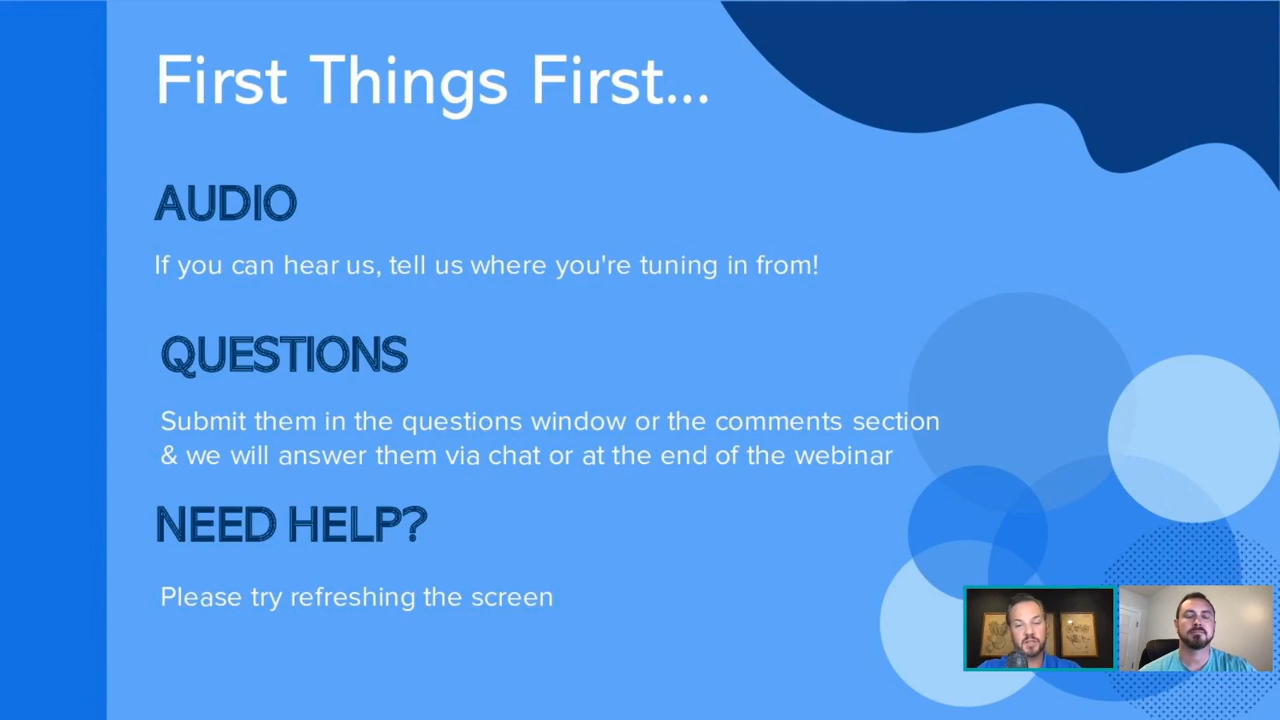 First Things First...
AUDIO
If you can hear us, tell us where you're tuning in from!
QUESTIONS
Submit them in the questions window or the comments section
& we will answer them via chat or at the end of the webinar
NEED HELP?
Please try refreshing the screen